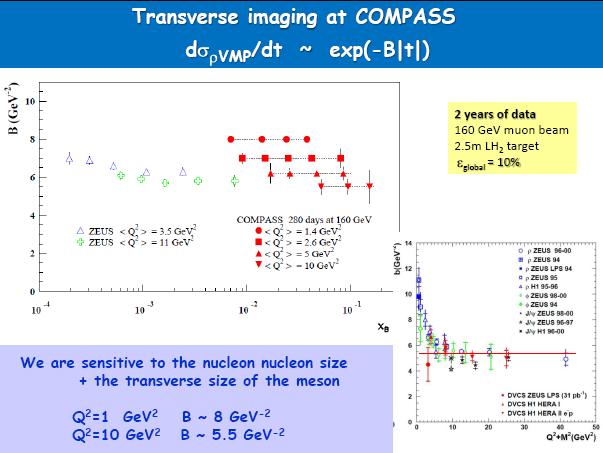 Transverse imaging at COMPASS
dσρVMP/dt ~ exp(-B|t|)
B (GeV⁻²)
10
8
6
4
2
0
10⁻⁴
10⁻³
10⁻²
10⁻¹
xB
ZEUS < Q² > = 3.5 GeV²
ZEUS < Q² > = 11 GeV²
COMPASS 280 days at 160 GeV
< Q² > = 1.4 GeV²
< Q² > = 2.6 GeV²
< Q² > = 5 GeV²
< Q² > = 10 GeV²
2 years of data
160 GeV muon beam
2.5m LH₂ target
εglobal = 10%
We are sensitive to the nucleon nucleon size
+ the transverse size of the meson
Q²=1 GeV² B ~ 8 GeV⁻²
Q²=10 GeV² B ~ 5.5 GeV⁻²
b(GeV⁻²)
14
12
10
8
6
4
2
0
0
10
20
30
40
50
Q²+M²(GeV²)
ρ ZEUS 96-00
ρ ZEUS 94
ρ ZEUS LPS 94
ρ ZEUS 95
ρ H1 95-96
ϕ ZEUS 98-00
ϕ ZEUS 94
J/ψ ZEUS 98-00
J/ψ ZEUS 96-97
J/ψ H1 96-00
DVCS ZEUS LPS (31 pb⁻¹)
DVCS H1 HERA I
DVCS H1 HERA II e⁻p